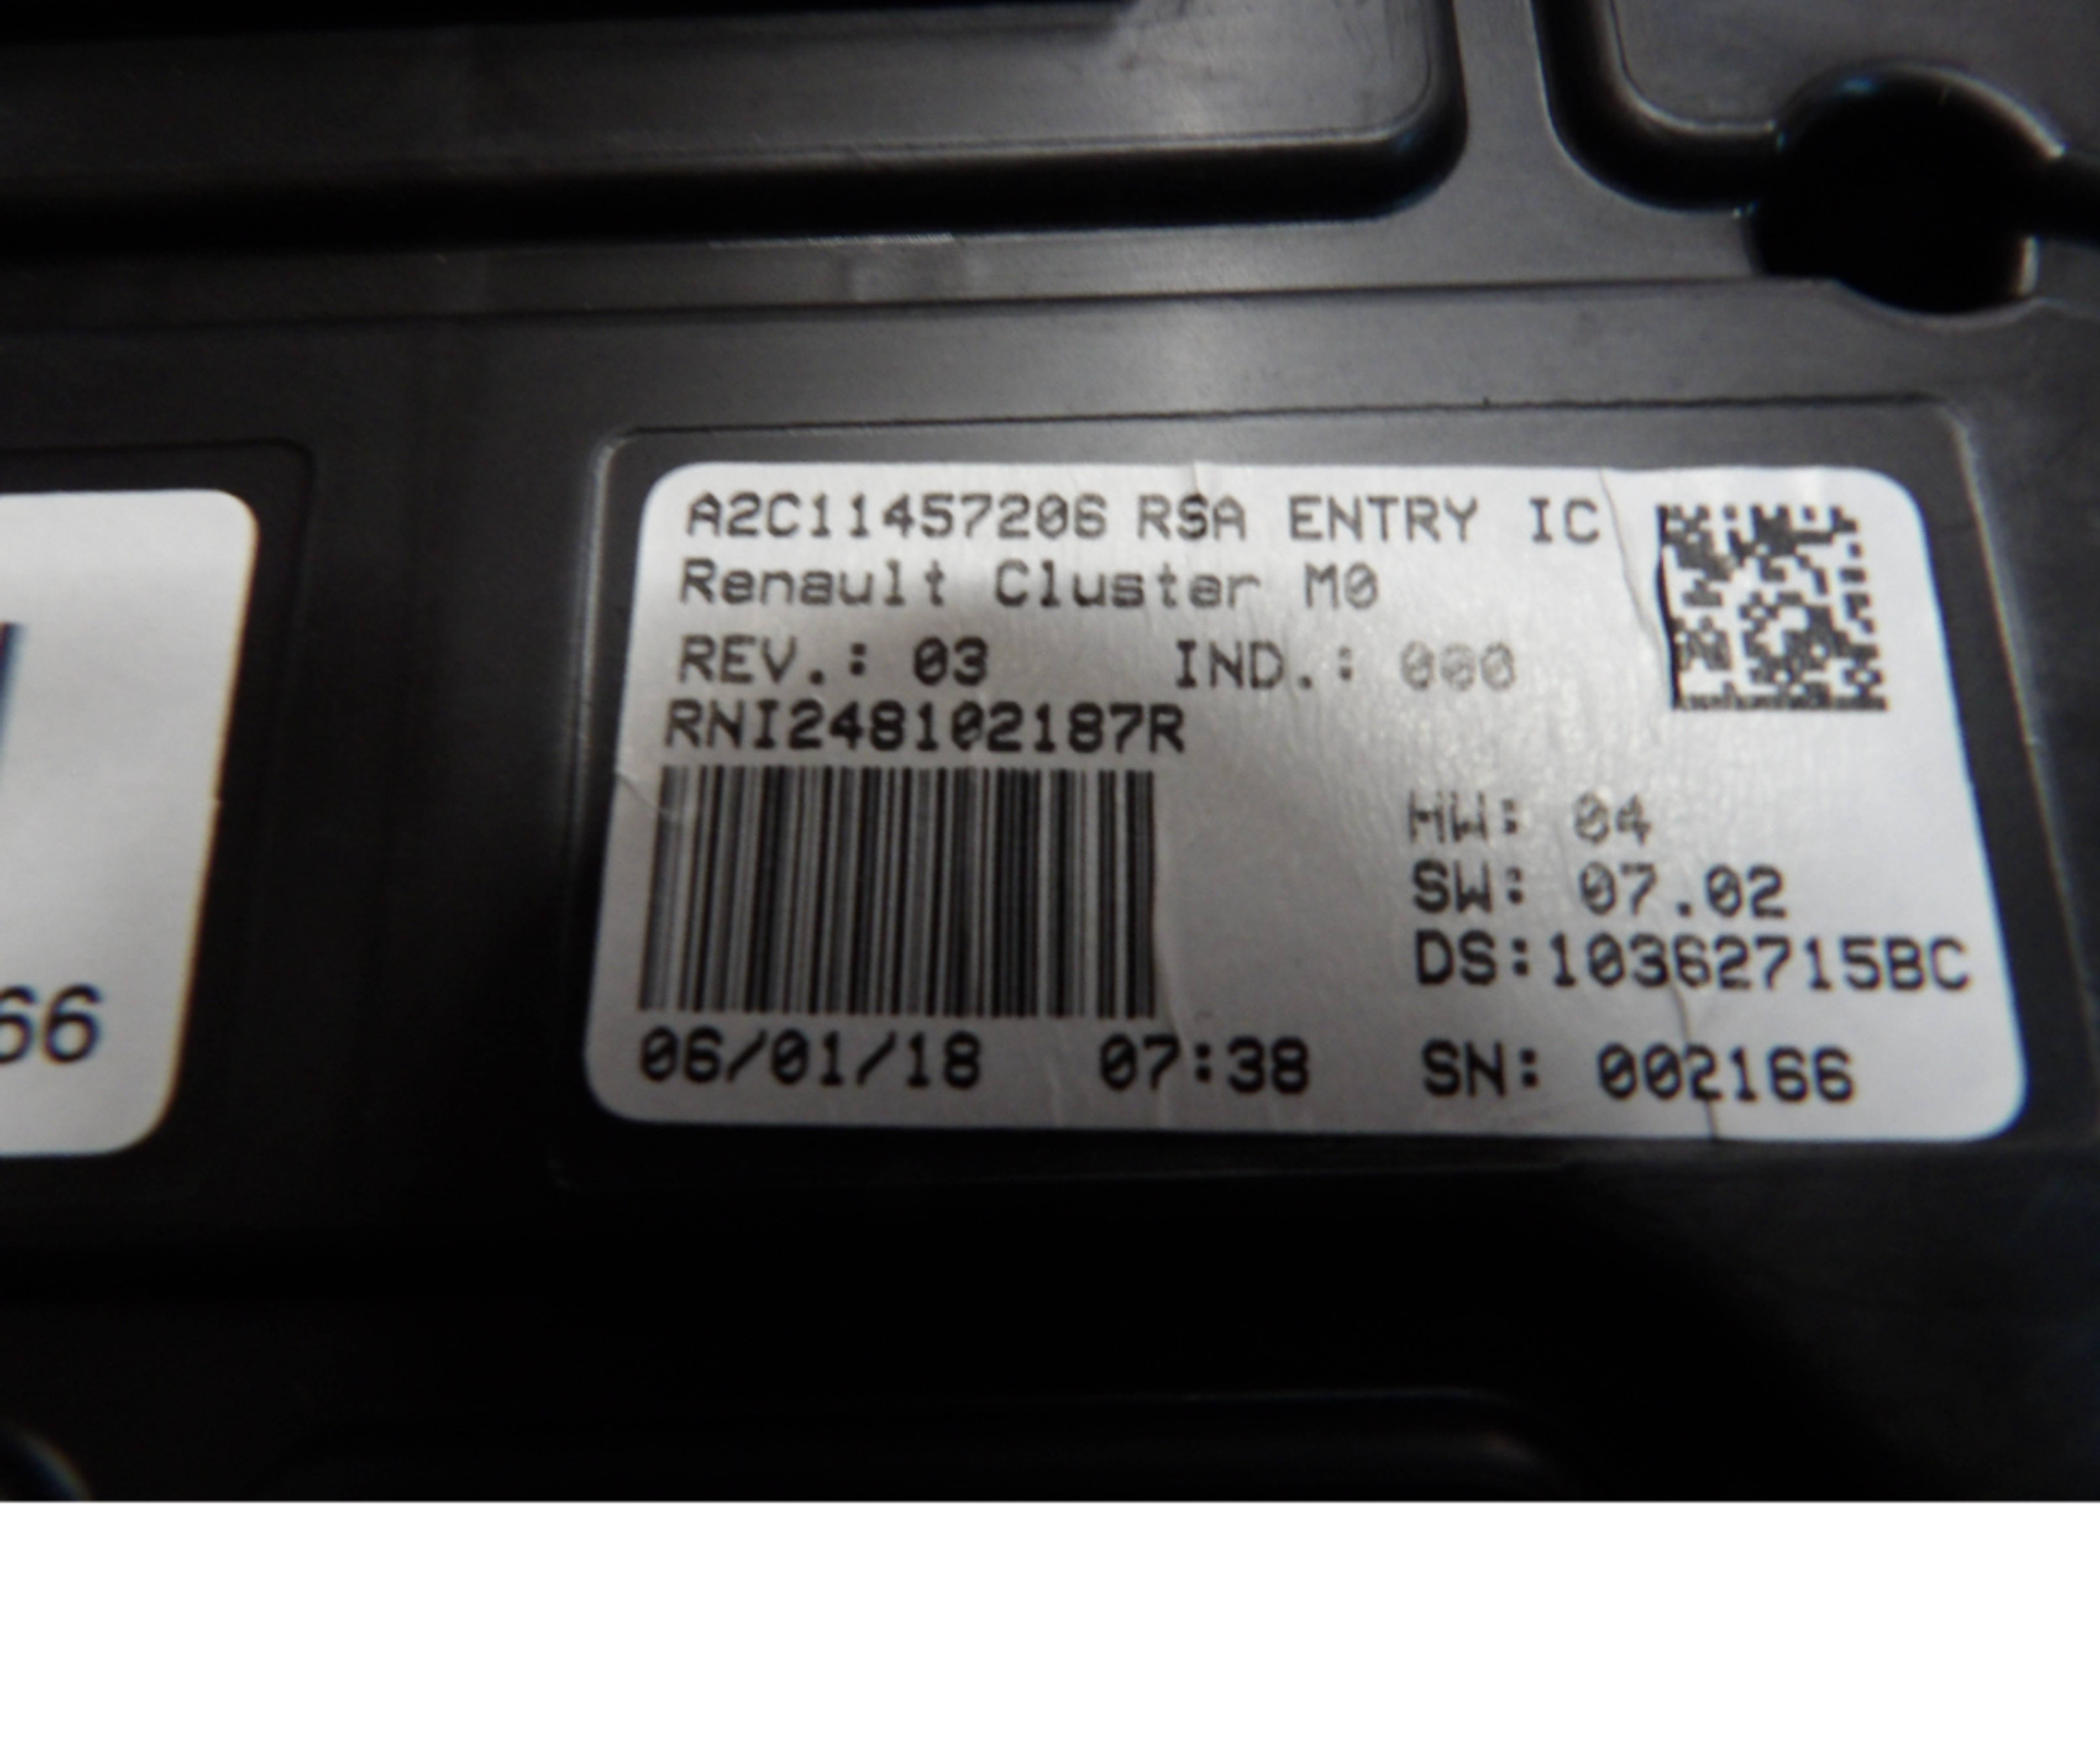 A2C11457206 RSA ENTRY IC
Renault Cluster M0
REV.: 03 IND.: 000
RNI248102187R
HW: 04
SW: 07.02
DS:10362715BC
06/01/18 07:38 SN: 002166
66